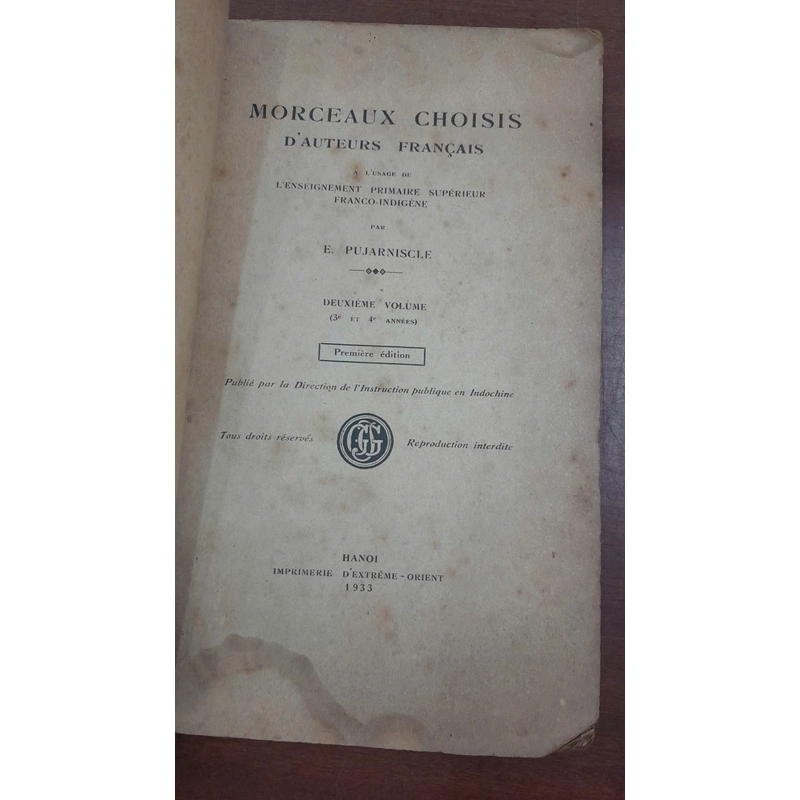 MORCEAUX CHOISIS
D'AUTEURS FRANÇAIS
A L'USAGE DE
L'ENSEIGNEMENT PRIMAIRE SUPÉRIEUR
FRANCO-INDIGÈNE
PAR
E. PUJARNISCLE
DEUXIÈME VOLUME
(3e ET 4e ANNÉES)
Première édition
Publié par la Direction de l'Instruction publique en Indochine
Tous droits réservés
Reproduction interdite
HANOI
IMPRIMERIE D'EXTRÊME-ORIENT
1933